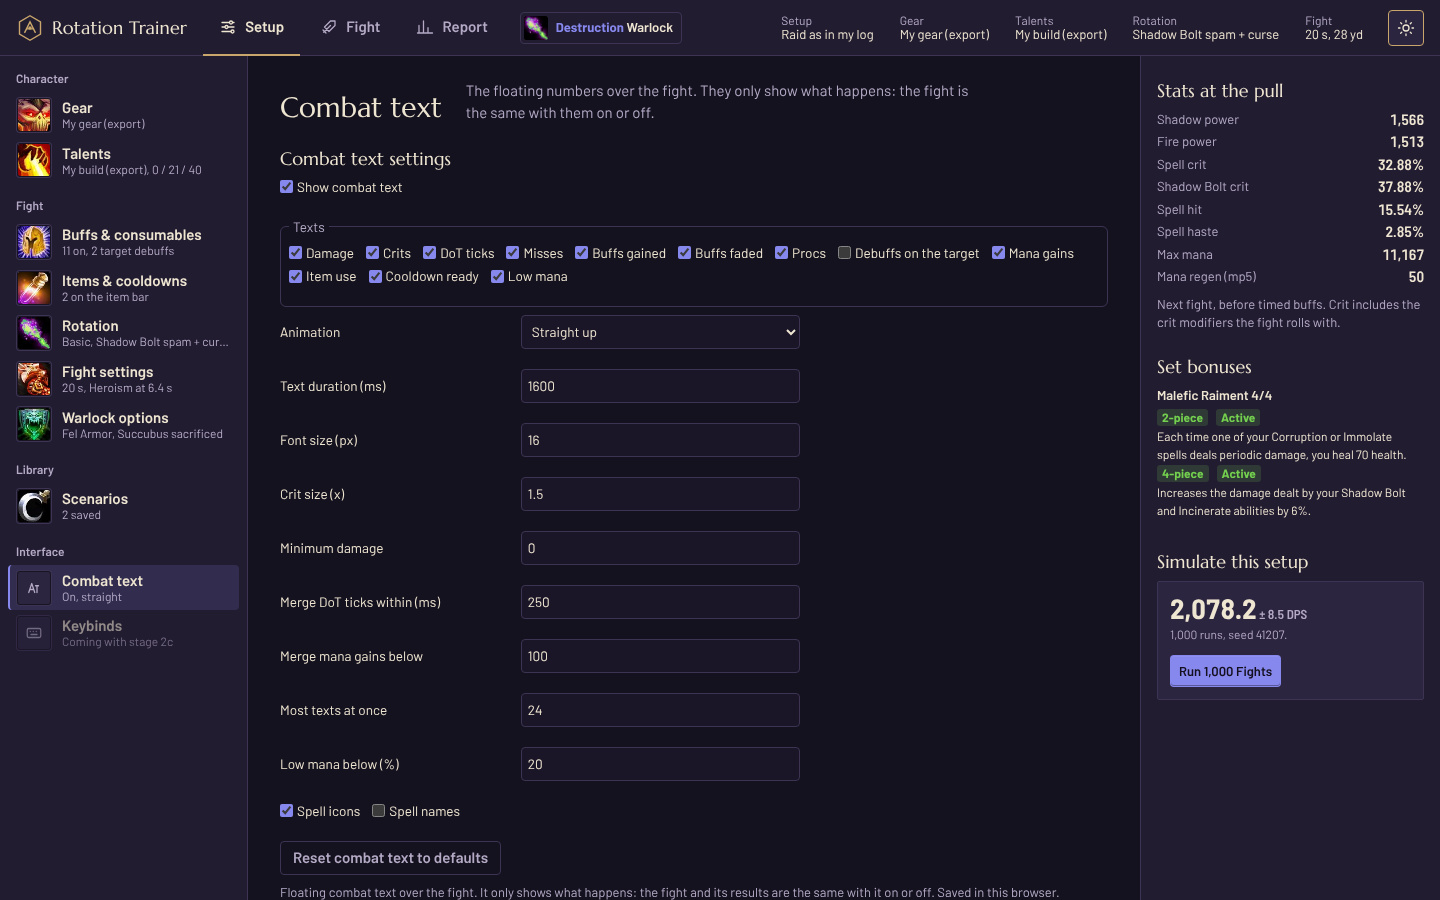 Rotation Trainer
Setup
Fight
Report
Destruction Warlock
Setup
Raid as in my log
Gear
My gear (export)
Talents
My build (export)
Rotation
Shadow Bolt spam + curse
Fight
20 s, 28 yd
Character
Gear
My gear (export)
Talents
My build (export), 0 / 21 / 40
Fight
Buffs & consumables
11 on, 2 target debuffs
Items & cooldowns
2 on the item bar
Rotation
Basic, Shadow Bolt spam + cur...
Fight settings
20 s, Heroism at 6.4 s
Warlock options
Fel Armor, Succubus sacrificed
Library
Scenarios
2 saved
Interface
Combat text
On, straight
Keybinds
Coming with stage 2c
Combat text
The floating numbers over the fight. They only show what happens: the fight is
the same with them on or off.
Combat text settings
Show combat text
Texts
Damage Crits DoT ticks Misses Buffs gained Buffs faded Procs Debuffs on the target Mana gains
Item use Cooldown ready Low mana
Animation
Straight up
Text duration (ms)
1600
Font size (px)
16
Crit size (x)
1.5
Minimum damage
0
Merge DoT ticks within (ms)
250
Merge mana gains below
100
Most texts at once
24
Low mana below (%)
20
Spell icons Spell names
Reset combat text to defaults
Floating combat text over the fight. It only shows what happens: the fight and its results are the same with it on or off. Saved in this browser.
Stats at the pull
Shadow power 1,566
Fire power 1,513
Spell crit 32.88%
Shadow Bolt crit 37.88%
Spell hit 15.54%
Spell haste 2.85%
Max mana 11,167
Mana regen (mp5) 50
Next fight, before timed buffs. Crit includes the
crit modifiers the fight rolls with.
Set bonuses
Malefic Raiment 4/4
2-piece Active
Each time one of your Corruption or Immolate
spells deals periodic damage, you heal 70 health.
4-piece Active
Increases the damage dealt by your Shadow Bolt
and Incinerate abilities by 6%.
Simulate this setup
2,078.2 ± 8.5 DPS
1,000 runs, seed 41207.
Run 1,000 Fights